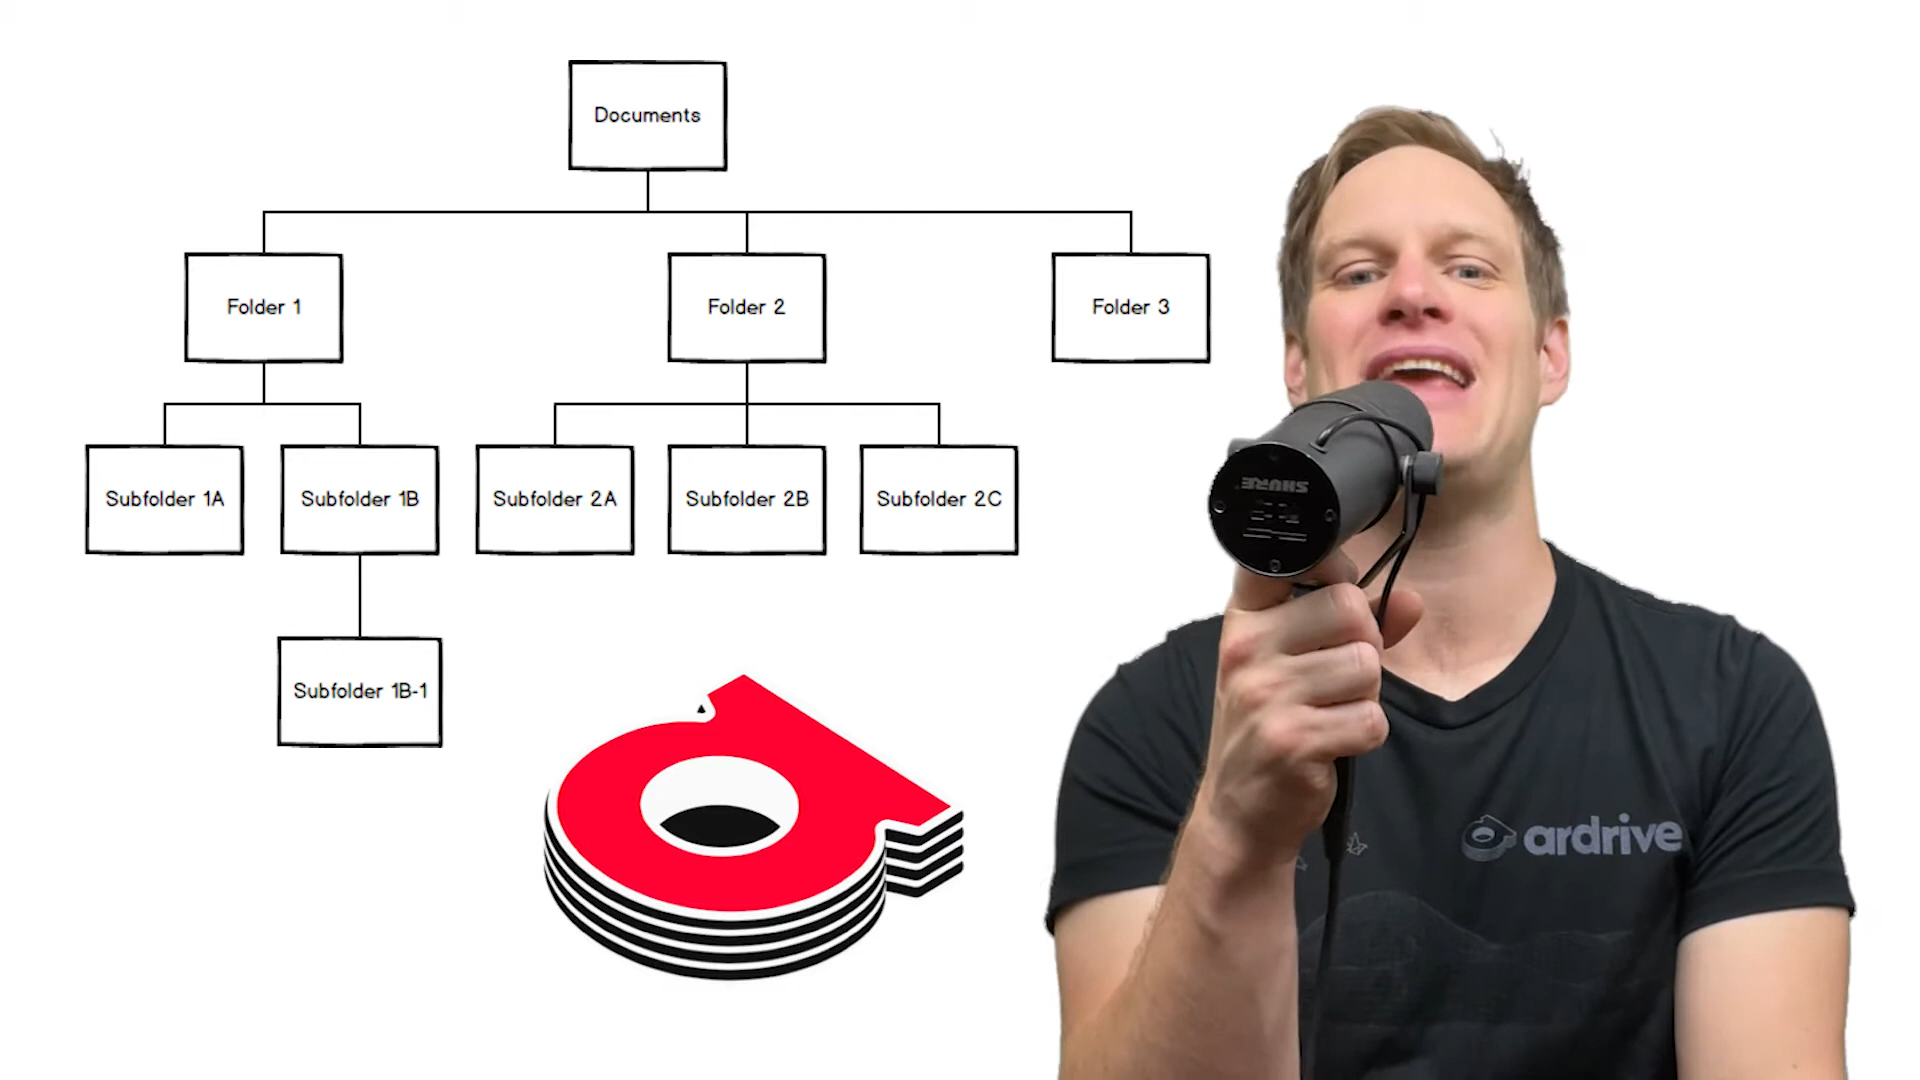 Documents
Folder 1
Folder 2
Folder 3
Subfolder 1A
Subfolder 1B
Subfolder 2A
Subfolder 2B
Subfolder 2C
Subfolder 1B-1
SHURE
ardrive